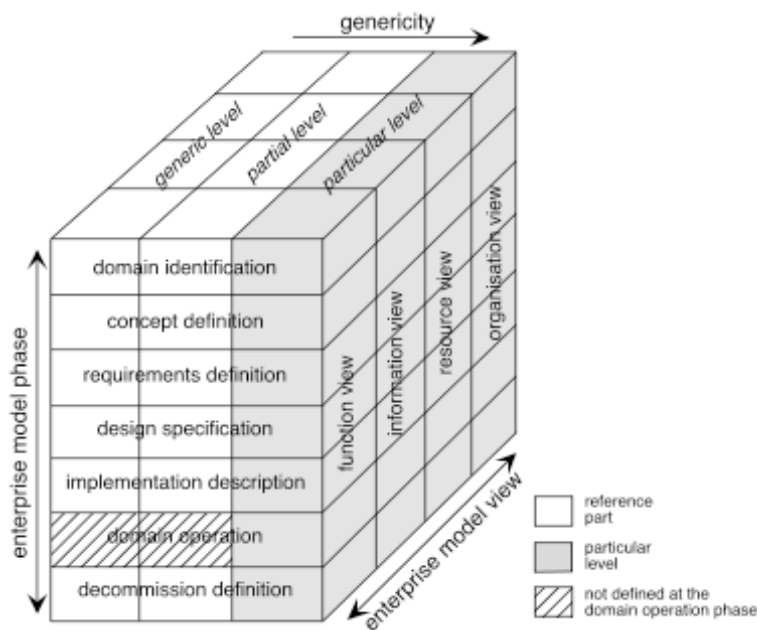 genericity
generic level
partial level
particular level
domain identification
concept definition
requirements definition
design specification
implementation description
domain operation
decommission definition
enterprise model phase
function view
information view
resource view
organisation view
enterprise model view
reference
part
particular
level
not defined at the
domain operation phase